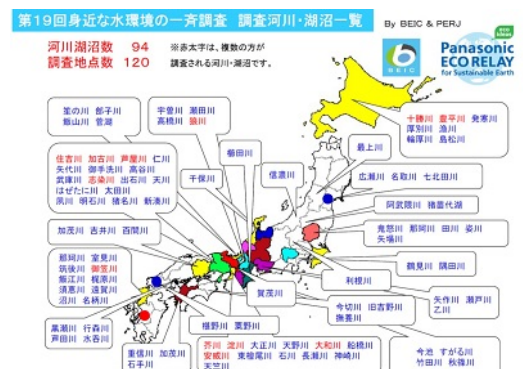 第19回身近な水環境の一斉調査 調査河川・湖沼一覧
By BEIC & PERJ
河川湖沼数 94
調査地点数 120
※赤太字は、複数の方が
調査される河川・湖沼です。
BEIC
eco ideas
Panasonic
ECO RELAY
for Sustainable Earth
笙の川 郎子川
飯山川 菅湖
宇曽川 瀬田川
高橋川 狼川
櫛田川
十勝川 豊平川 発寒川
厚別川 漁川
輪厚川 島松川
最上川
住吉川 加古川 芦屋川 仁川
矢代川 御手洗川 高谷川
武庫川 志染川 出石川 天川
はぜたに川 太田川
夙川 明石川 猪名川 新湊川
千保川
信濃川
広瀬川 名取川 七北田川
阿武隈川 猪苗代湖
加茂川 吉井川 百間川
鬼怒川 那珂川 田川 姿川
矢場川
那珂川 室見川
筑後川 御笠川
飯江川 梶原川
須恵川 遠賀川
沼川 名柄川
鶴見川 隅田川
利根川
賀茂川
矢作川 瀬戸川
乙川
今切川 旧吉野川
撫養川
椹野川 粟野川
黒瀬川 行森川
芦田川 水呑川
重信川 加茂川
石手川
芥川 淀川 大正川 天野川 大和川 船橋川
安威川 東槻尾川 石川 長瀬川 神崎川
天竺川
今池 すがる川
竹田川 秋篠川